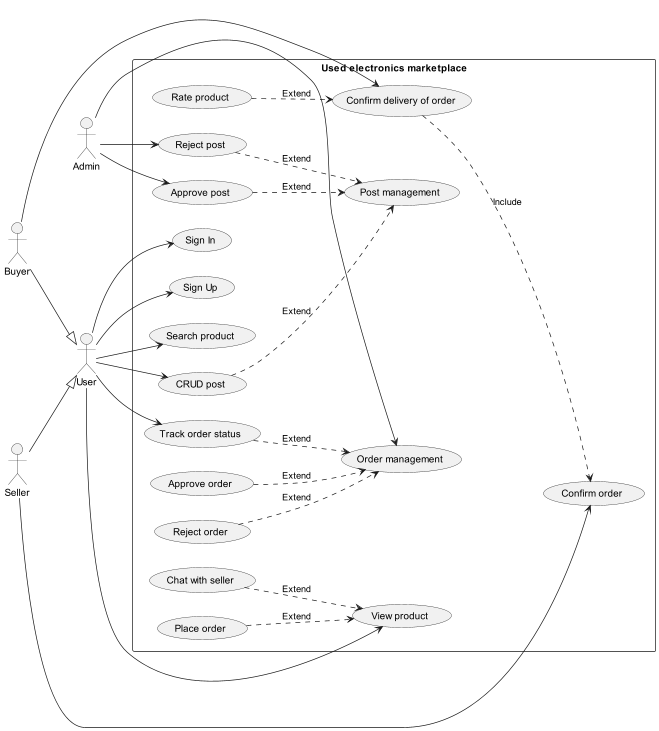 Used electronics marketplace
Rate product
Extend
Confirm delivery of order
Admin
Reject post
Extend
Approve post
Extend
Post management
Include
Buyer
Sign In
Sign Up
Extend
Search product
User
CRUD post
Track order status
Extend
Order management
Seller
Approve order
Extend
Extend
Reject order
Confirm order
Chat with seller
Extend
View product
Place order
Extend